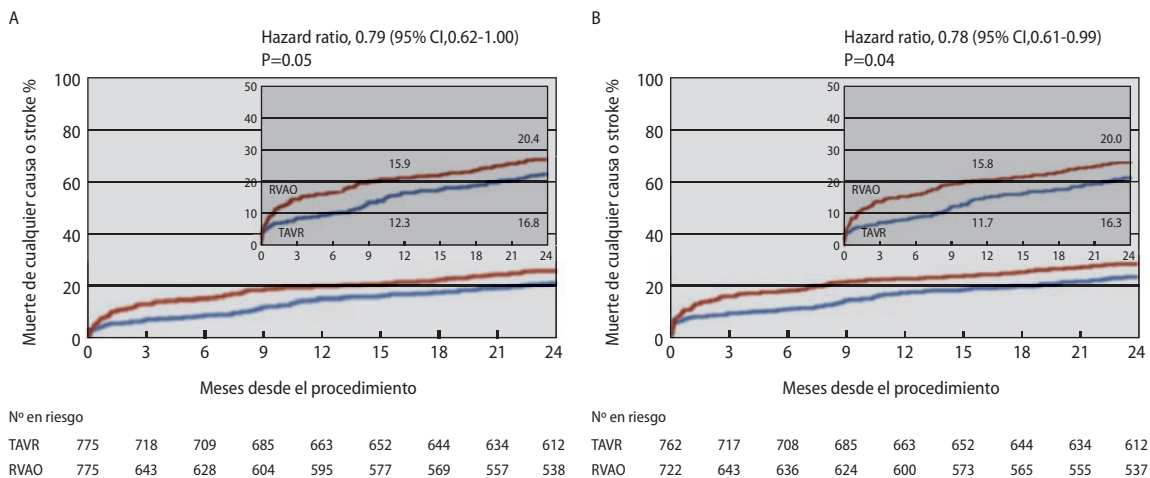 A
Hazard ratio, 0.79 (95% CI,0.62-1.00)
P=0.05
Muerte de cualquier causa o stroke %
100
80
60
40
20
0
50
40
30
20
10
0
20.4
15.9
RVAO
12.3
16.8
TAVR
0 3 6 9 12 15 18 21 24
0 3 6 9 12 15 18 21 24
Meses desde el procedimiento
Nº en riesgo
TAVR 775 718 709 685 663 652 644 634 612
RVAO 775 643 628 604 595 577 569 557 538
B
Hazard ratio, 0.78 (95% CI,0.61-0.99)
P=0.04
Muerte de cualquier causa o stroke %
100
80
60
40
20
0
50
40
30
20
10
0
20.0
15.8
RVAO
11.7
16.3
TAVR
0 3 6 9 12 15 18 21 24
0 3 6 9 12 15 18 21 24
Meses desde el procedimiento
Nº en riesgo
TAVR 762 717 708 685 663 652 644 634 612
RVAO 722 643 636 624 600 573 565 555 537